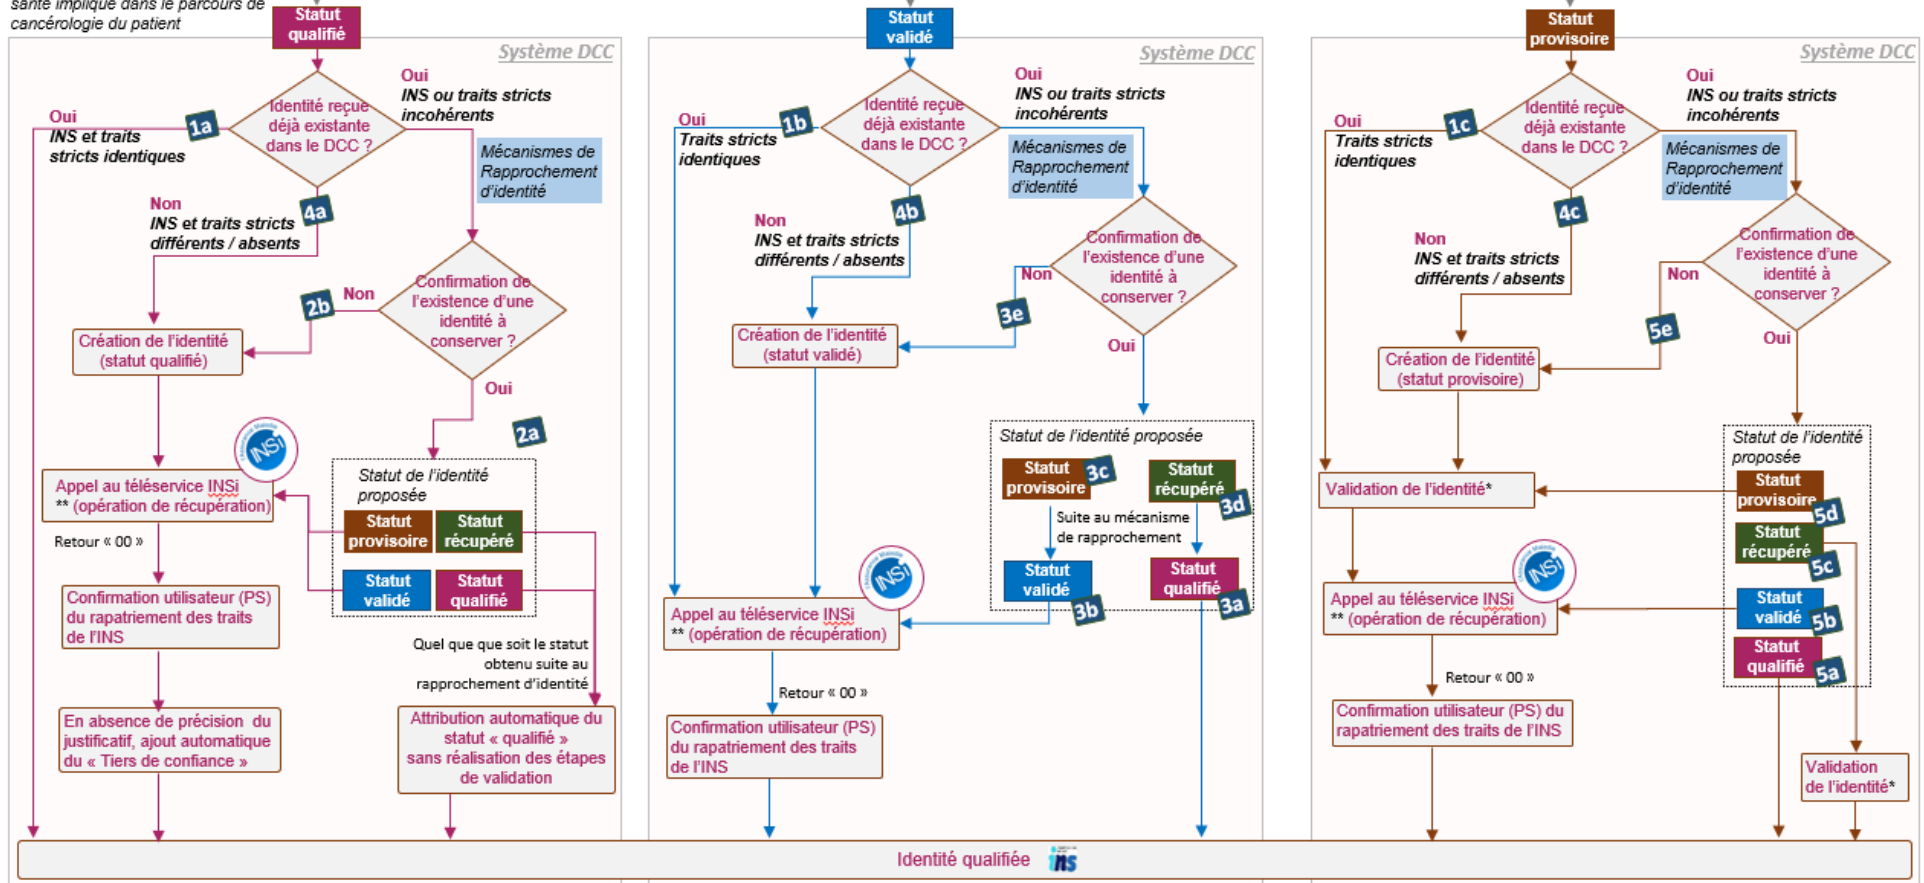 santé impliqué dans le parcours de
cancérologie du patient
Statut
qualifié
Système DCC
Identité reçue
déjà existante
dans le DCC ?
Oui
INS et traits
stricts identiques
1a
Oui
INS ou traits stricts
incohérents
Mécanismes de
Rapprochement
d'identité
Non
INS et traits stricts
différents / absents
4a
Confirmation de
l'existence d'une
identité à
conserver ?
Non
2b
Création de l'identité
(statut qualifié)
Oui
2a
INSi
Appel au téléservice INSi
** (opération de récupération)
Statut de l'identité
proposée
Statut
provisoire
Statut
récupéré
Statut
validé
Statut
qualifié
Retour « 00 »
Confirmation utilisateur (PS)
du rapatriement des traits
de l'INS
Quel que que soit le statut
obtenu suite au
rapprochement d'identité
En absence de précision du
justificatif, ajout automatique
du « Tiers de confiance »
Attribution automatique du
statut « qualifié »
sans réalisation des étapes
de validation
Statut
validé
Système DCC
Identité reçue
déjà existante
dans le DCC ?
Oui
Traits stricts
identiques
1b
Oui
INS ou traits stricts
incohérents
Mécanismes de
Rapprochement
d'identité
Non
INS et traits stricts
différents / absents
4b
Confirmation de
l'existence d'une
identité à
conserver ?
Non
3e
Création de l'identité
(statut validé)
Oui
Statut de l'identité proposée
Statut
provisoire
3c
Statut
récupéré
3d
Suite au mécanisme
de rapprochement
Statut
validé
3b
Statut
qualifié
3a
INSi
Appel au téléservice INSi
** (opération de récupération)
Retour « 00 »
Confirmation utilisateur (PS)
du rapatriement des traits
de l'INS
Statut
provisoire
Système DCC
Identité reçue
déjà existante
dans le DCC ?
Oui
Traits stricts
identiques
1c
Oui
INS ou traits stricts
incohérents
Mécanismes de
Rapprochement
d'identité
Non
INS et traits stricts
différents / absents
4c
Confirmation de
l'existence d'une
identité à
conserver ?
Non
5e
Création de l'identité
(statut provisoire)
Oui
Statut de l'identité
proposée
Statut
provisoire
5d
Statut
récupéré
5c
Statut
validé
5b
Statut
qualifié
5a
Validation de l'identité*
INSi
Appel au téléservice INSi
** (opération de récupération)
Retour « 00 »
Confirmation utilisateur (PS) du
rapatriement des traits de l'INS
Validation
de l'identité*
Identité qualifiée
ins